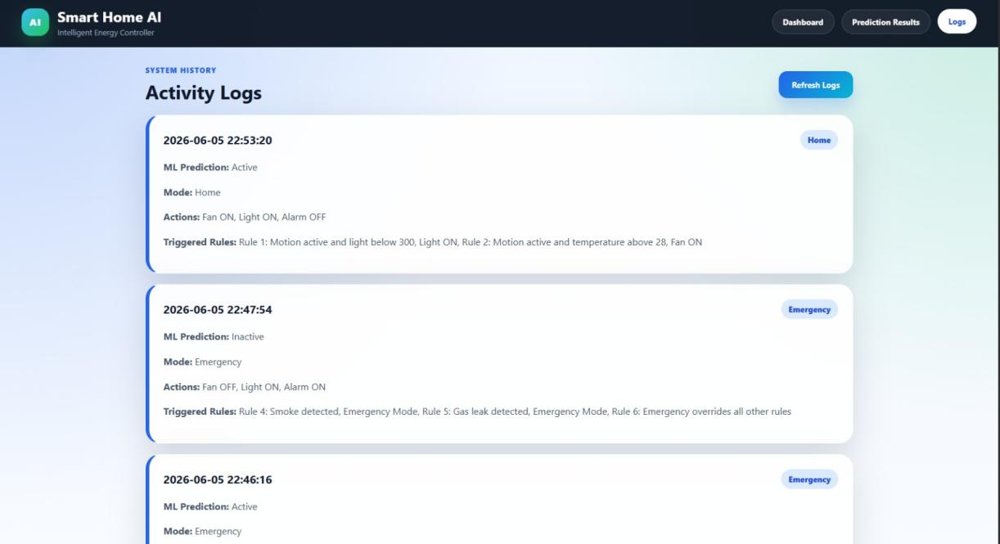 AI
Smart Home AI
Intelligent Energy Controller
Dashboard
Prediction Results
Logs
SYSTEM HISTORY
Activity Logs
Refresh Logs
2026-06-05 22:53:20
Home
ML Prediction: Active
Mode: Home
Actions: Fan ON, Light ON, Alarm OFF
Triggered Rules: Rule 1: Motion active and light below 300, Light ON, Rule 2: Motion active and temperature above 28, Fan ON
2026-06-05 22:47:54
Emergency
ML Prediction: Inactive
Mode: Emergency
Actions: Fan OFF, Light ON, Alarm ON
Triggered Rules: Rule 4: Smoke detected, Emergency Mode, Rule 5: Gas leak detected, Emergency Mode, Rule 6: Emergency overrides all other rules
2026-06-05 22:46:16
Emergency
ML Prediction: Active
Mode: Emergency